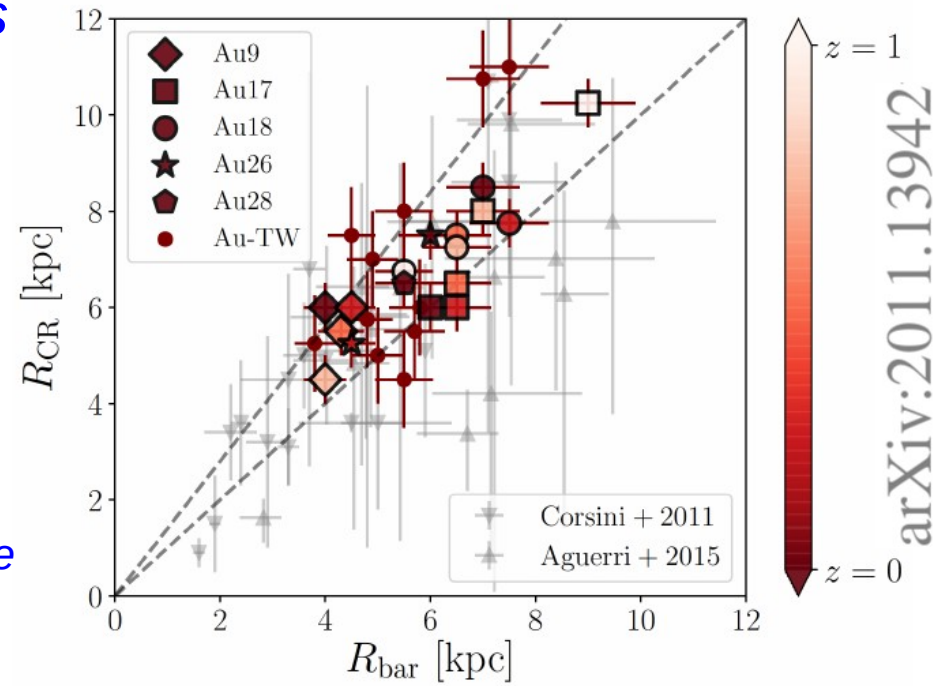 s
e
12
10
8
6
4
2
0
0 2 4 6 8 10 12
R_CR [kpc]
R_bar [kpc]
Au9
Au17
Au18
Au26
Au28
Au-TW
Corsini + 2011
Aguerri + 2015
z = 1
z = 0
arXiv:2011.13942